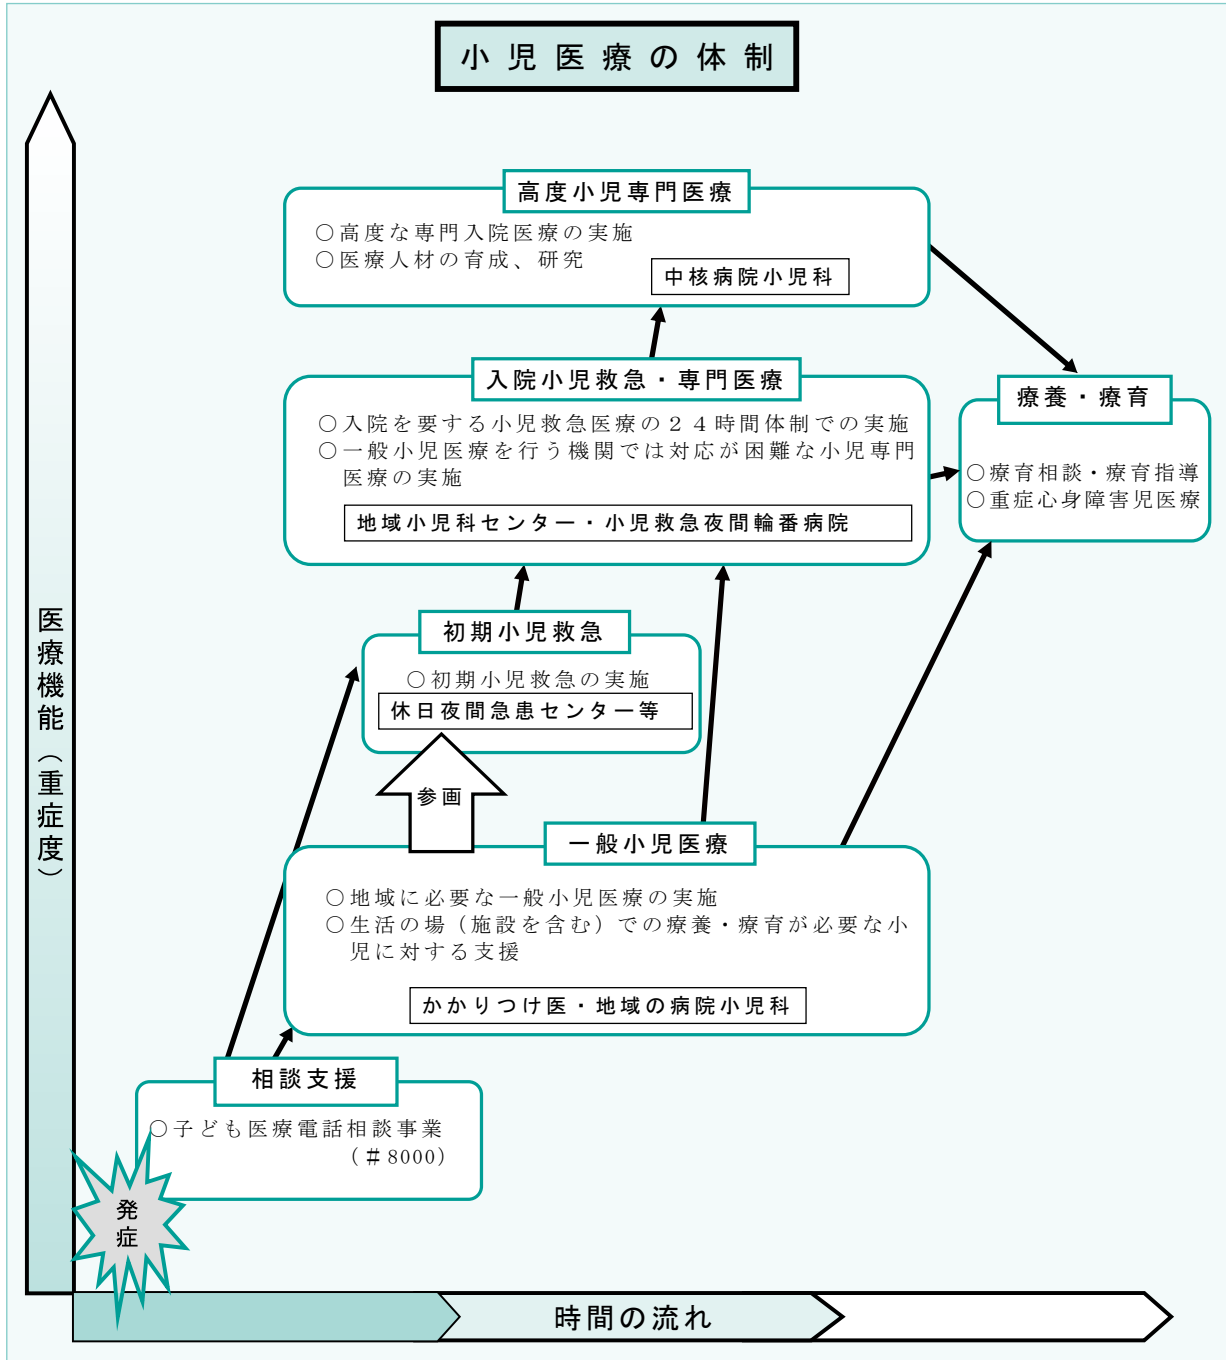 小児医療の体制
高度小児専門医療
○高度な専門入院医療の実施
○医療人材の育成、研究
中核病院小児科
入院小児救急・専門医療
○入院を要する小児救急医療の２４時間体制での実施
○一般小児医療を行う機関では対応が困難な小児専門
医療の実施
地域小児科センター・小児救急夜間輪番病院
療養・療育
○療育相談・療育指導
○重症心身障害児医療
初期小児救急
○初期小児救急の実施
休日夜間急患センター等
参画
一般小児医療
○地域に必要な一般小児医療の実施
○生活の場（施設を含む）での療養・療育が必要な小
児に対する支援
かかりつけ医・地域の病院小児科
相談支援
○子ども医療電話相談事業
（＃8000）
発
症
医療機能（重症度）
時間の流れ